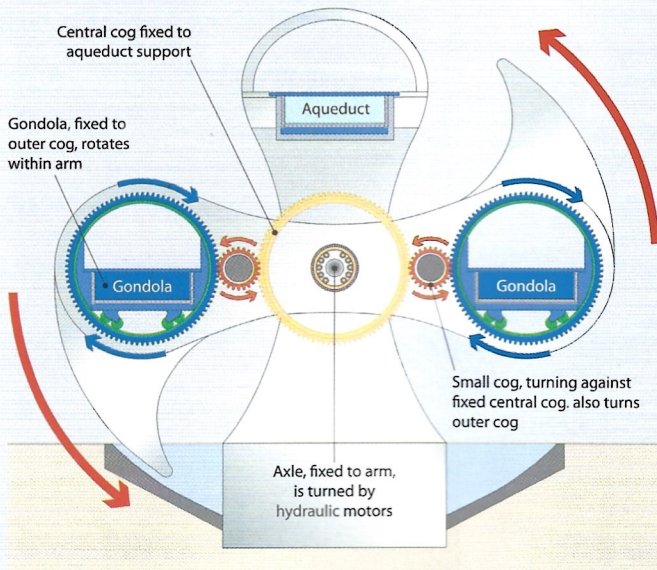 Central cog fixed to
aqueduct support
Aqueduct
Gondola, fixed to
outer cog, rotates
within arm
Gondola
Gondola
Small cog, turning against
fixed central cog. also turns
outer cog
Axle, fixed to arm,
is turned by
hydraulic motors